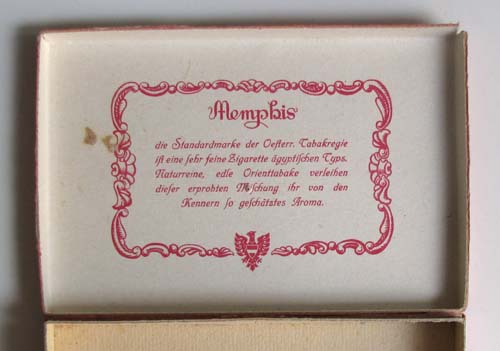 Memphis
die Standardmarke der Oesterr. Tabakregie
ist eine sehr feine Zigarette ägyptischen Typs.
Naturreine, edle Orienttabake verleihen
dieser erprobten Mischung ihr von den
Kennern so geschätztes Aroma.